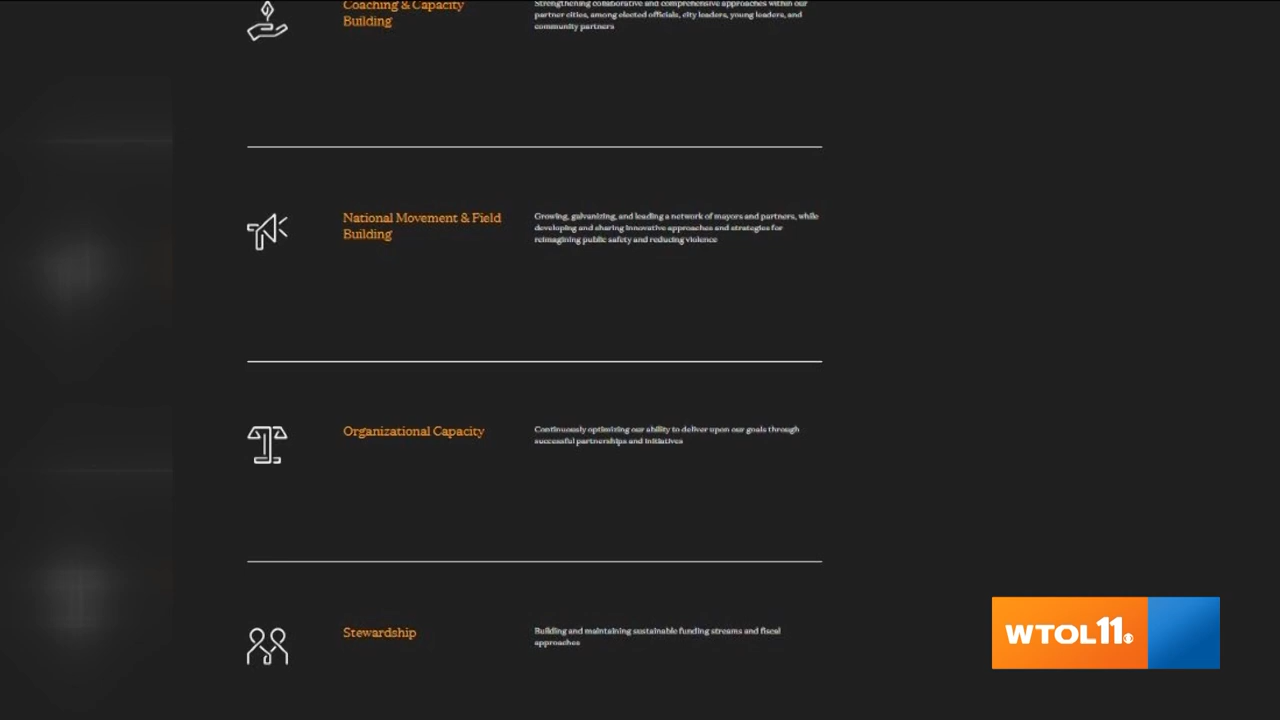 Coaching & Capacity
Building
Strengthening collaborative and comprehensive approaches within our
partner cities, among elected officials, city leaders, young leaders, and
community partners
National Movement & Field
Building
Growing, galvanizing, and leading a network of mayors and partners, while
developing and sharing innovative approaches and strategies for
reimagining public safety and reducing violence
Organizational Capacity
Continuously optimizing our ability to deliver upon our goals through
successful partnerships and initiatives
Stewardship
Building and maintaining sustainable funding streams and fiscal
approaches
WTOL11